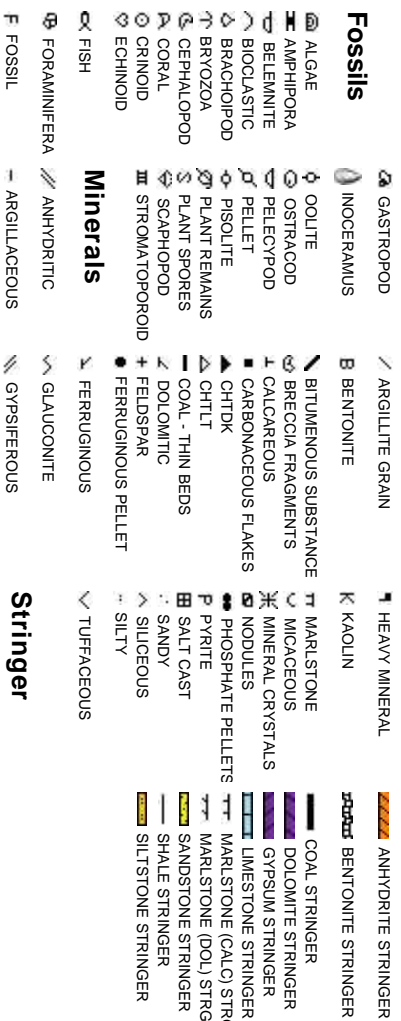 Fossils
ALGAE
AMPHIPORA
BELEMNITE
BIOCLASTIC
BRACHOIPOD
BRYOZOA
CEPHALOPOD
CORAL
CRINOID
ECHINOID
FISH
FORAMINIFERA
F FOSSIL
GASTROPOD
INOCERAMUS
OOLITE
OSTRACOD
PELECYPOD
PELLET
PISOLITE
PLANT REMAINS
PLANT SPORES
SCAPHOPOD
STROMATOPOROID
Minerals
ANHYDRITIC
ARGILLACEOUS
ARGILLITE GRAIN
B BENTONITE
BITUMENOUS SUBSTANCE
BRECCIA FRAGMENTS
CALCAREOUS
CARBONACEOUS FLAKES
CHTDK
CHTLT
COAL - THIN BEDS
DOLOMITIC
FELDSPAR
FERRUGINOUS PELLET
FERRUGINOUS
GLAUCONITE
GYPSIFEROUS
HEAVY MINERAL
K KAOLIN
MARLSTONE
MICACEOUS
MINERAL CRYSTALS
NODULES
PHOSPHATE PELLETS
P PYRITE
SALT CAST
SANDY
SILICEOUS
SILTY
TUFFACEOUS
Stringer
ANHYDRITE STRINGER
BENTONITE STRINGER
COAL STRINGER
DOLOMITE STRINGER
GYPSUM STRINGER
LIMESTONE STRINGER
MARLSTONE (CALC) STR
MARLSTONE (DOL) STRG
SANDSTONE STRINGER
SHALE STRINGER
SILTSTONE STRINGER